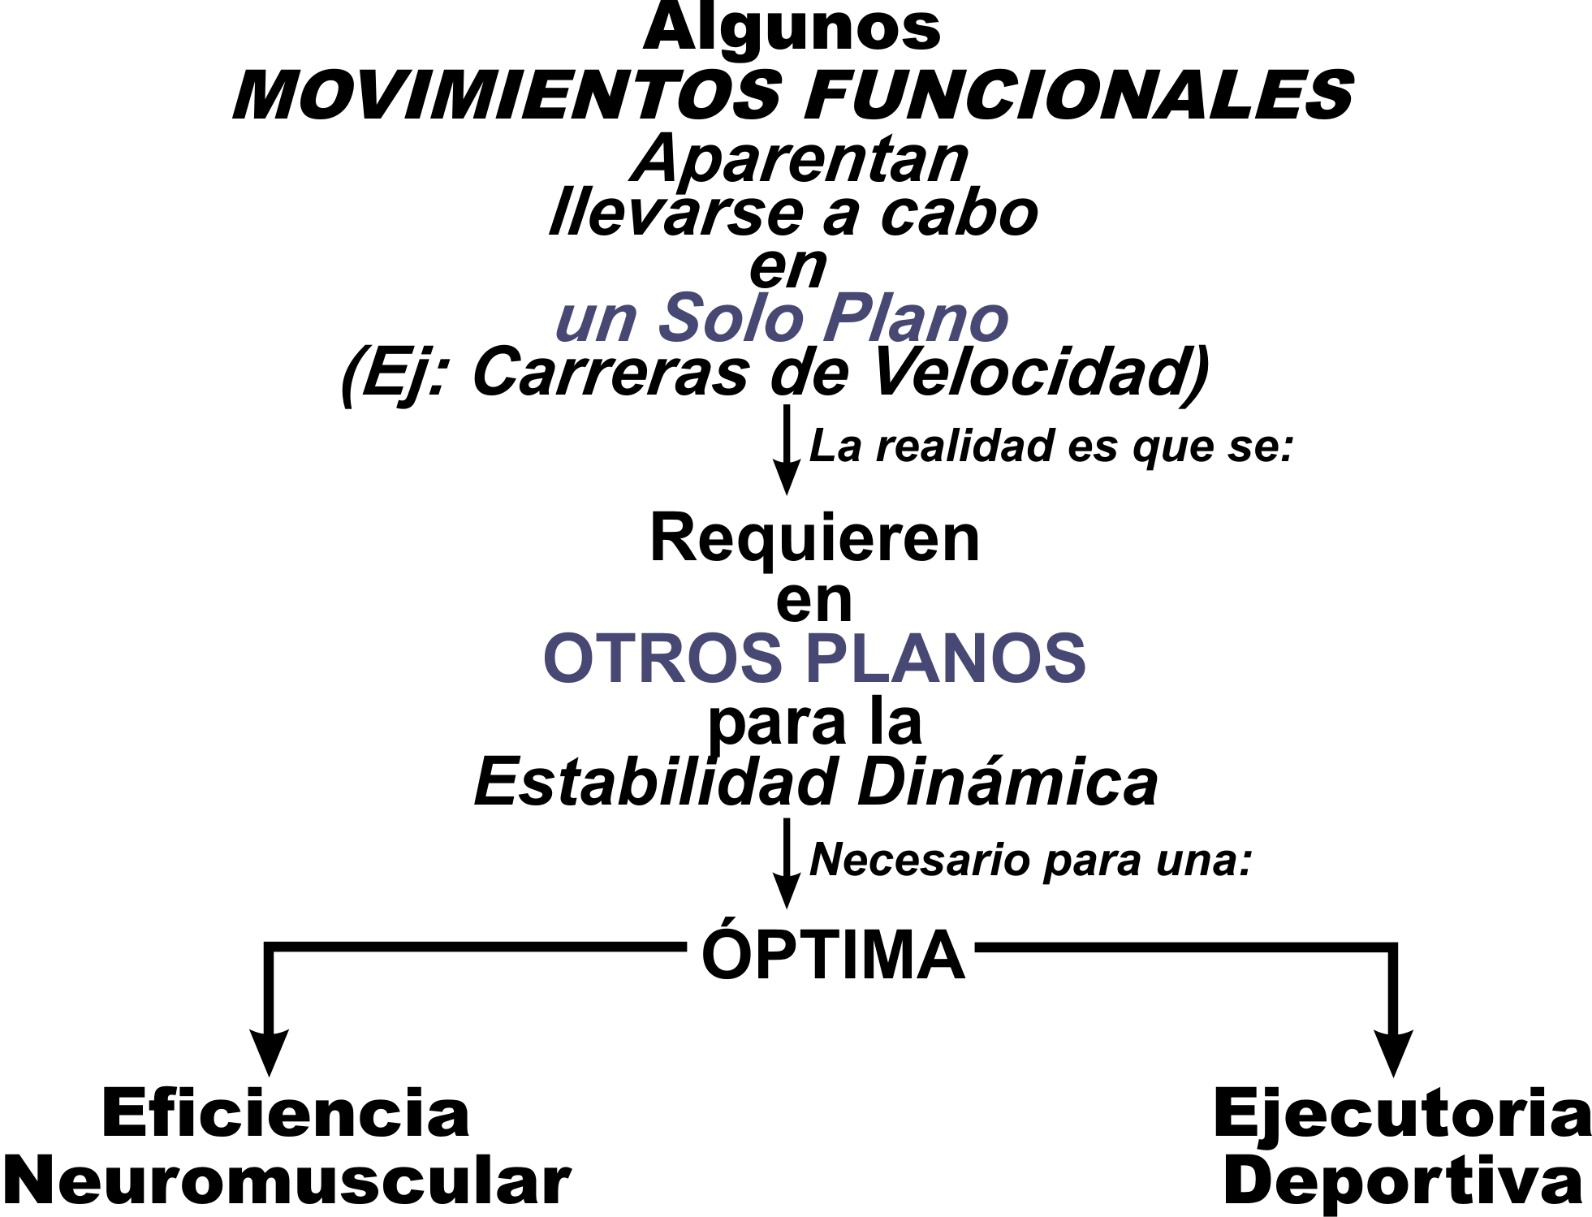 Algunos
MOVIMIENTOS FUNCIONALES
Aparentan
llevarse a cabo
en
un Solo Plano
(Ej: Carreras de Velocidad)
La realidad es que se:
Requieren
en
OTROS PLANOS
para la
Estabilidad Dinámica
Necesario para una:
ÓPTIMA
Eficiencia
Neuromuscular
Ejecutoria
Deportiva